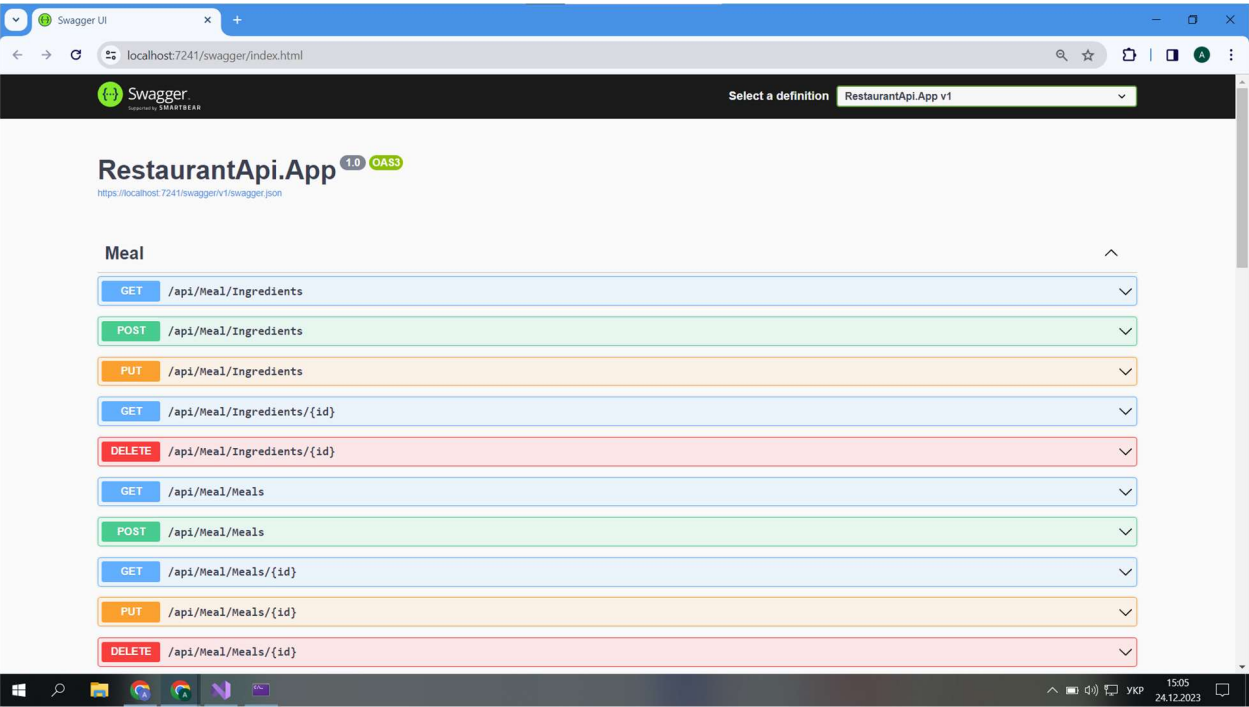 Swagger UI
localhost:7241/swagger/index.html
A
Swagger.
Supported by SMARTBEAR
Select a definition
RestaurantApi.App v1
RestaurantApi.App 1.0 OAS3
https://localhost:7241/swagger/v1/swagger.json
Meal
GET /api/Meal/Ingredients
POST /api/Meal/Ingredients
PUT /api/Meal/Ingredients
GET /api/Meal/Ingredients/{id}
DELETE /api/Meal/Ingredients/{id}
GET /api/Meal/Meals
POST /api/Meal/Meals
GET /api/Meal/Meals/{id}
PUT /api/Meal/Meals/{id}
DELETE /api/Meal/Meals/{id}
УКР
15:05
24.12.2023